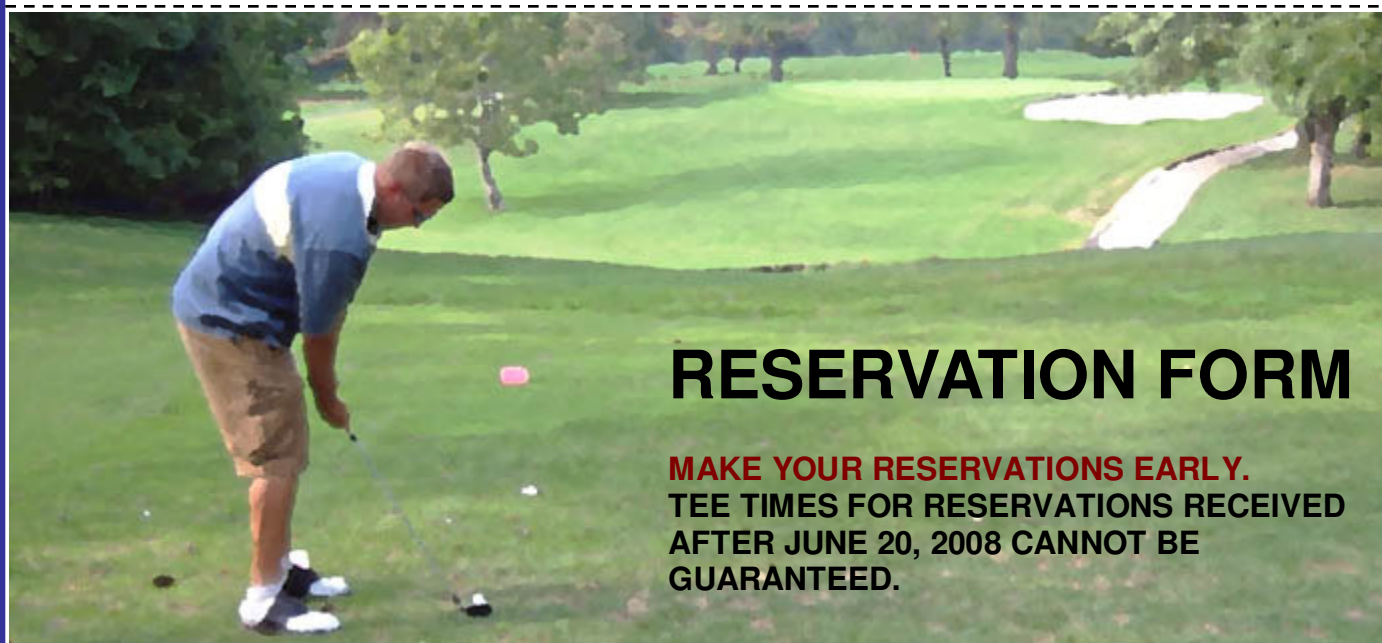 RESERVATION FORM
MAKE YOUR RESERVATIONS EARLY.
TEE TIMES FOR RESERVATIONS RECEIVED
AFTER JUNE 20, 2008 CANNOT BE
GUARANTEED.